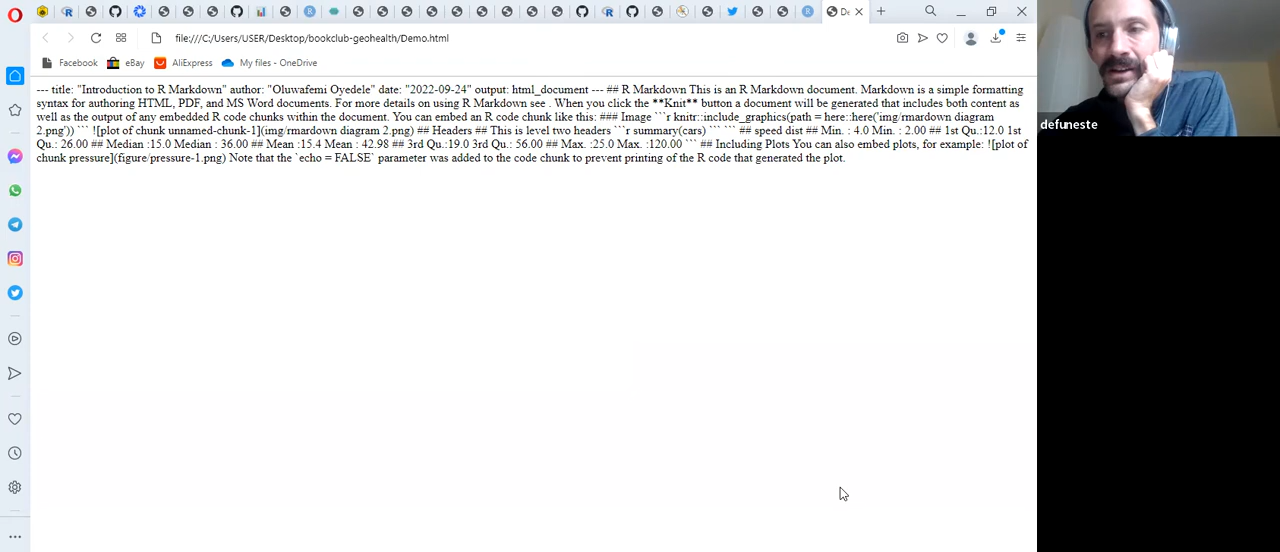 De
file:///C:/Users/USER/Desktop/bookclub-geohealth/Demo.html
Facebook eBay AliExpress My files - OneDrive
--- title: "Introduction to R Markdown" author: "Oluwafemi Oyedele" date: "2022-09-24" output: html_document --- ## R Markdown This is an R Markdown document. Markdown is a simple formatting
syntax for authoring HTML, PDF, and MS Word documents. For more details on using R Markdown see . When you click the **Knit** button a document will be generated that includes both content
as well as the output of any embedded R code chunks within the document. You can embed an R code chunk like this: ### Image ```r knitr::include_graphics(path = here::here('img/rmardown diagram
2.png')) ``` ![plot of chunk unnamed-chunk-1](img/rmardown diagram 2.png) ## Headers ## This is level two headers ```r summary(cars) ``` ``` ## speed dist ## Min. : 4.0 Min. : 2.00 ## 1st Qu.:12.0 1st
Qu.: 26.00 ## Median :15.0 Median : 36.00 ## Mean :15.4 Mean : 42.98 ## 3rd Qu.:19.0 3rd Qu.: 56.00 ## Max. :25.0 Max. :120.00 ``` ## Including Plots You can also embed plots, for example: ![plot of
chunk pressure](figure/pressure-1.png) Note that the `echo = FALSE` parameter was added to the code chunk to prevent printing of the R code that generated the plot.
defuneste